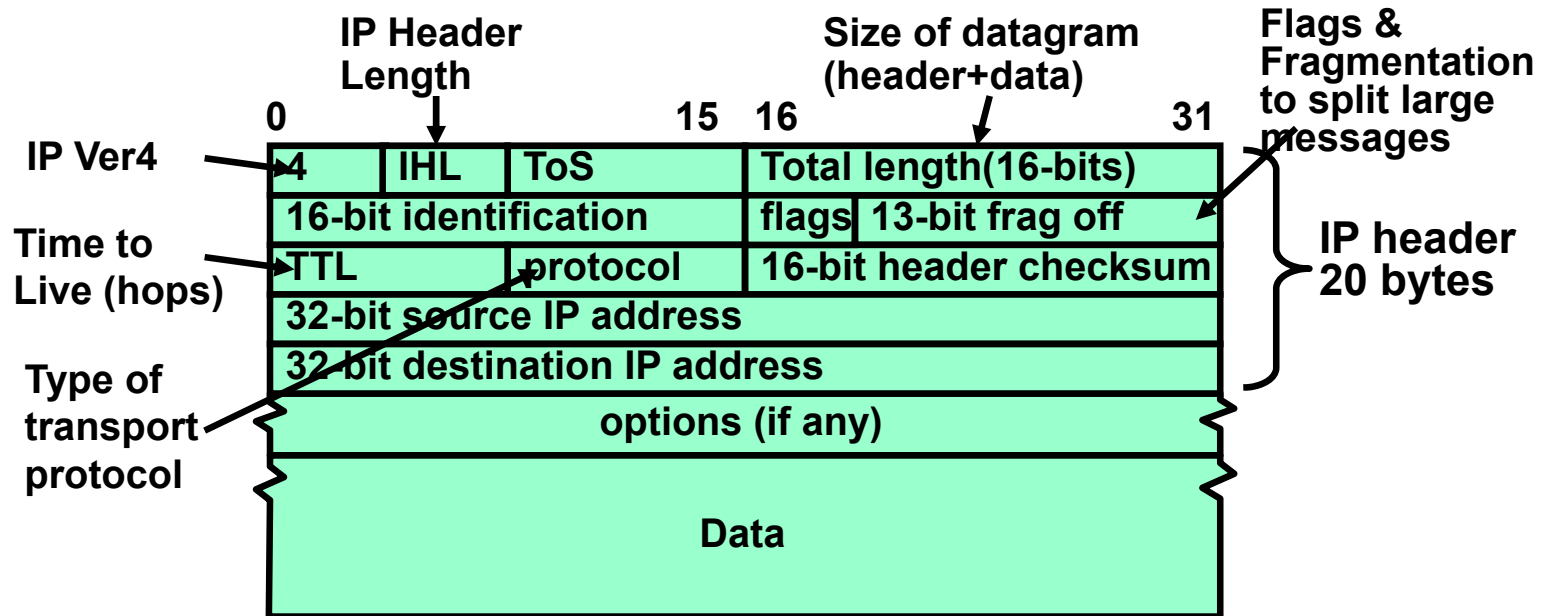 IP Header
Length
Size of datagram
(header+data)
Flags &
Fragmentation
to split large
messages
0
15
16
31
IP Ver4
4
IHL
ToS
Total length(16-bits)
16-bit identification
flags
13-bit frag off
Time to
Live (hops)
TTL
protocol
16-bit header checksum
IP header
20 bytes
32-bit source IP address
32-bit destination IP address
Type of
transport
protocol
options (if any)
Data